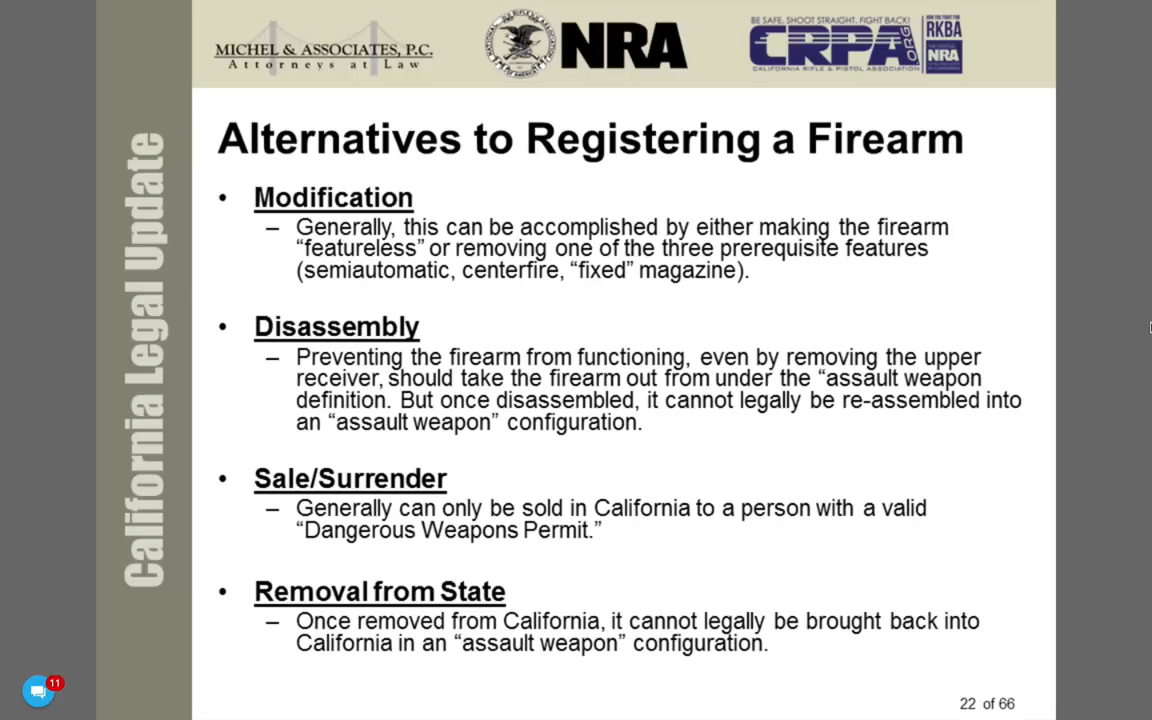 MICHEL & ASSOCIATES, P.C.
Attorneys at Law
NRA
BE SAFE. SHOOT STRAIGHT. FIGHT BACK!
CRPA.ORG
CALIFORNIA RIFLE & PISTOL ASSOCIATION
RKBA
NRA
California Legal Update
Alternatives to Registering a Firearm
• Modification
– Generally, this can be accomplished by either making the firearm
“featureless” or removing one of the three prerequisite features
(semiautomatic, centerfire, “fixed” magazine).
• Disassembly
– Preventing the firearm from functioning, even by removing the upper
receiver, should take the firearm out from under the “assault weapon
definition. But once disassembled, it cannot legally be re-assembled into
an “assault weapon” configuration.
• Sale/Surrender
– Generally can only be sold in California to a person with a valid
“Dangerous Weapons Permit.”
• Removal from State
– Once removed from California, it cannot legally be brought back into
California in an “assault weapon” configuration.
11
22 of 66